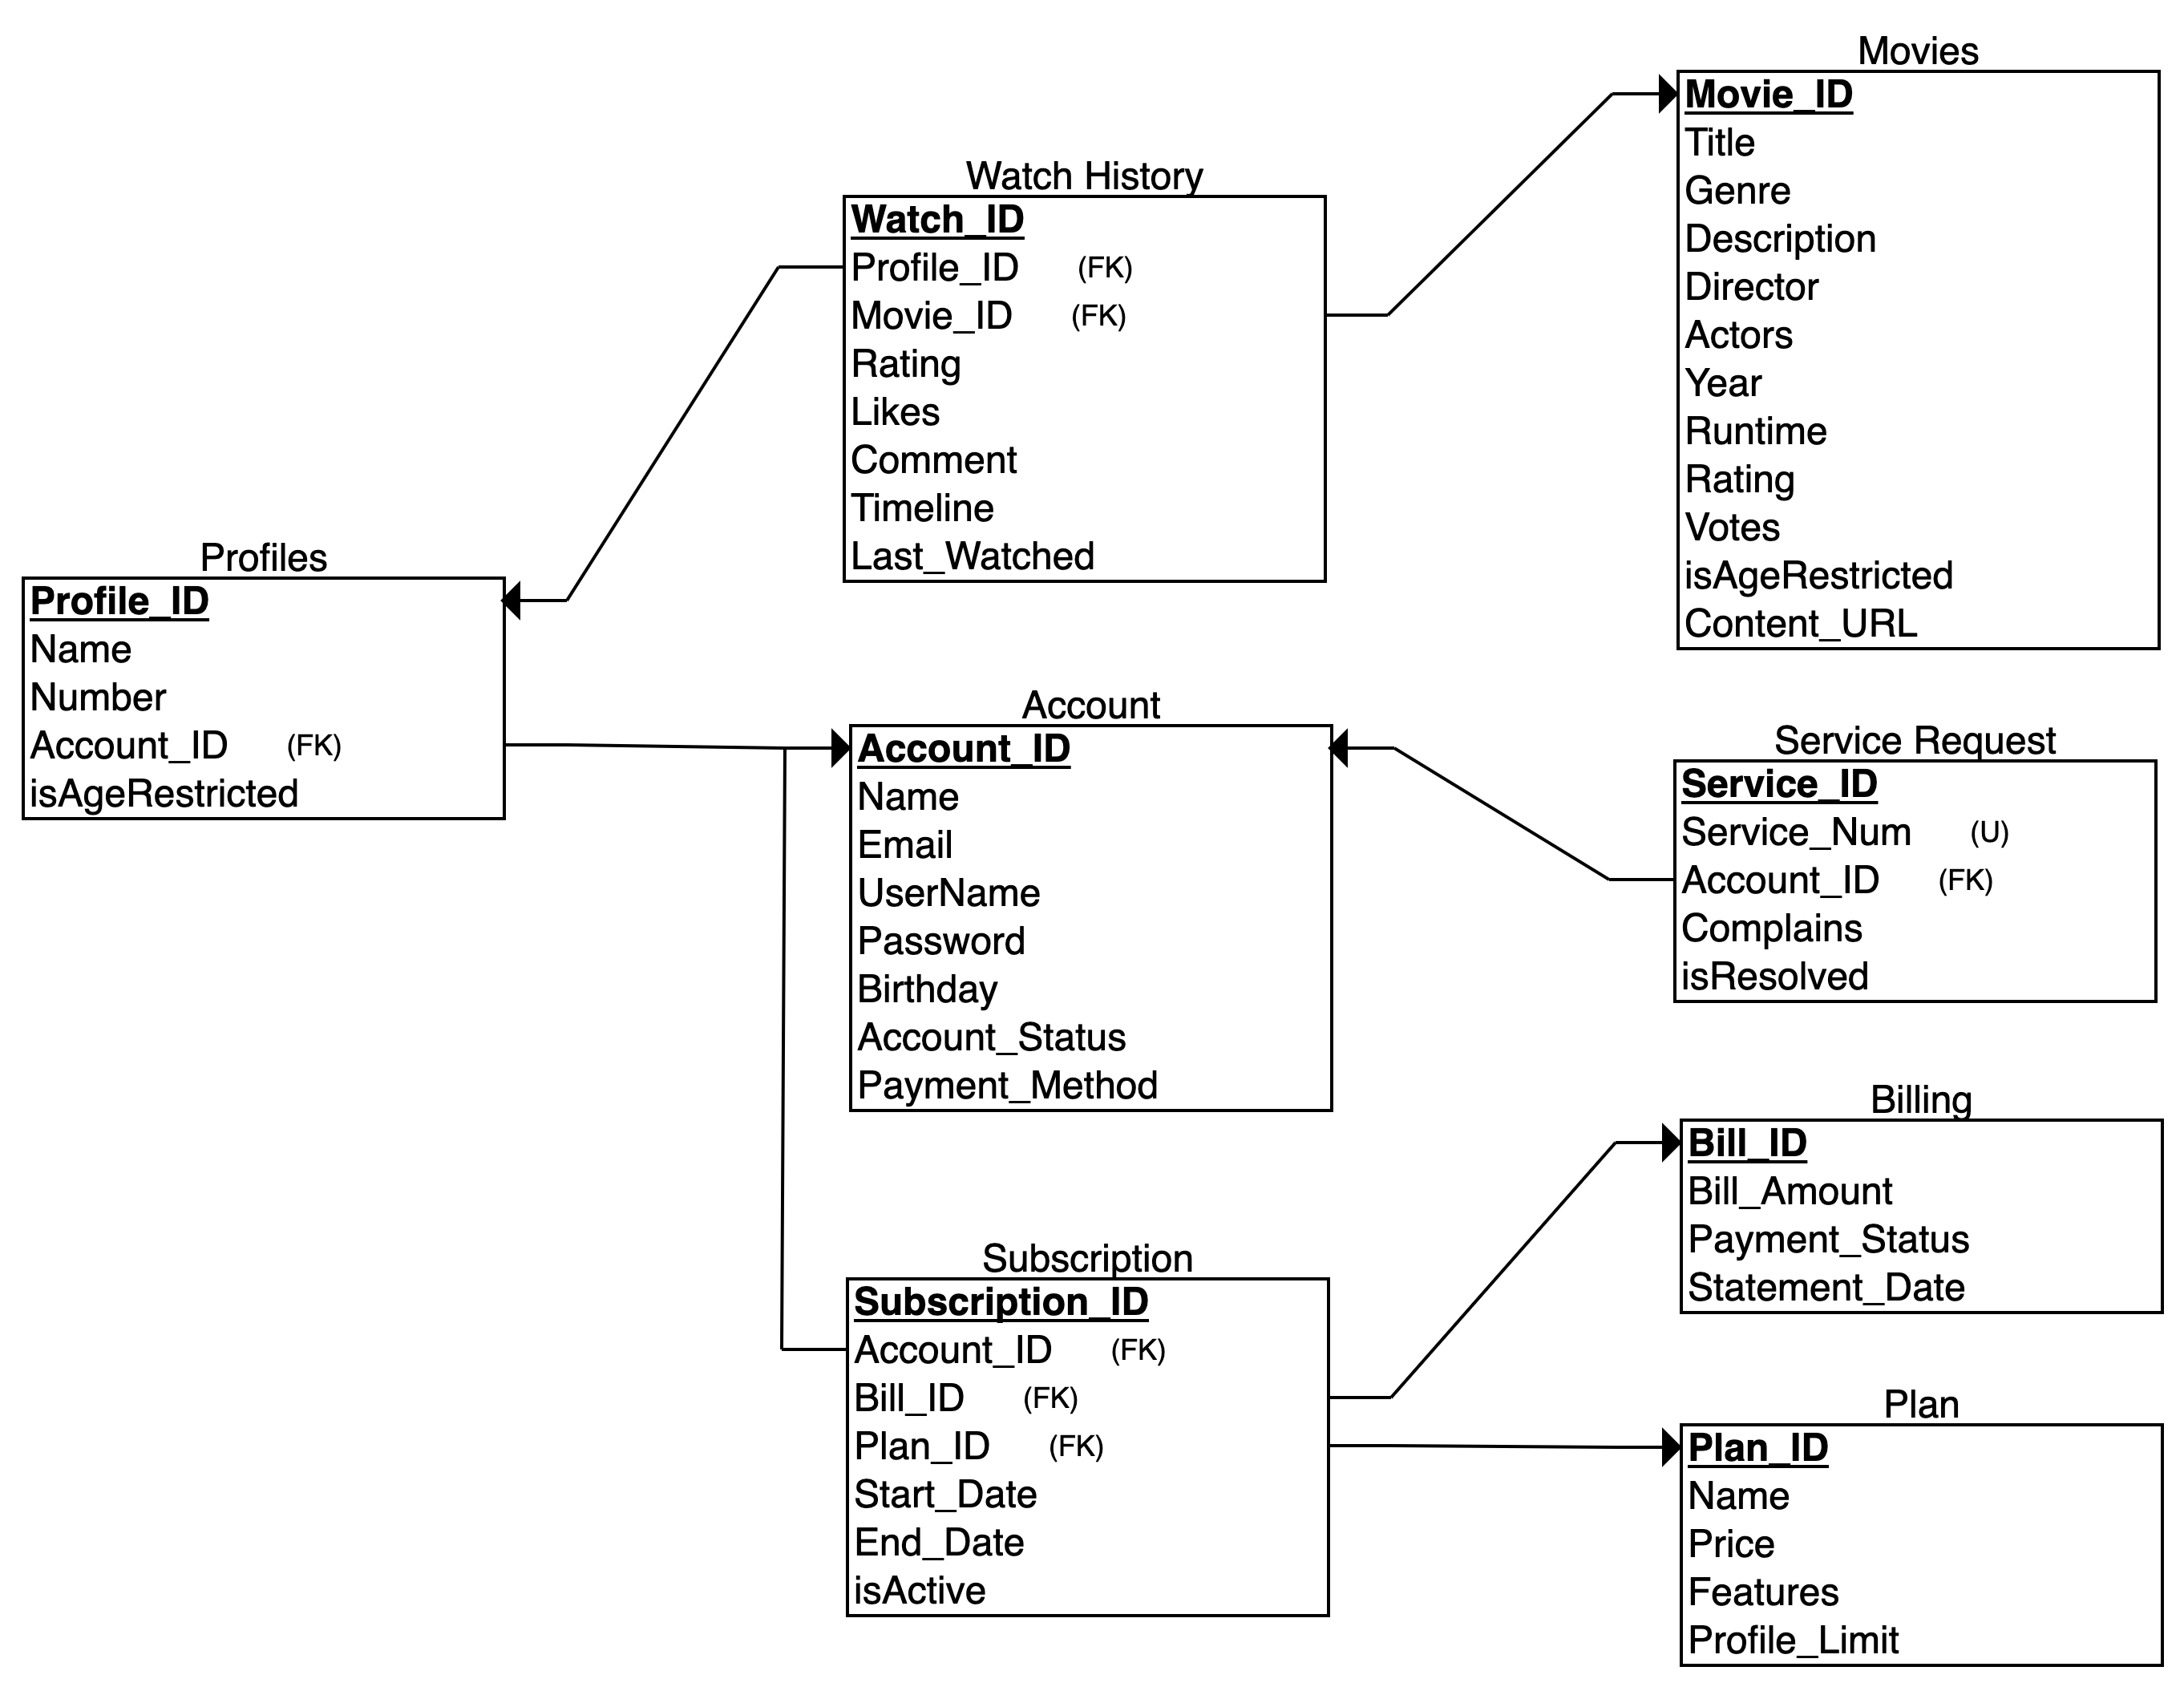 Movies
Movie_ID
Title
Genre
Description
Director
Actors
Year
Runtime
Rating
Votes
isAgeRestricted
Content_URL
Watch History
Watch_ID
Profile_ID (FK)
Movie_ID (FK)
Rating
Likes
Comment
Timeline
Last_Watched
Profiles
Profile_ID
Name
Number
Account_ID (FK)
isAgeRestricted
Account
Account_ID
Name
Email
UserName
Password
Birthday
Account_Status
Payment_Method
Service Request
Service_ID
Service_Num (U)
Account_ID (FK)
Complains
isResolved
Billing
Bill_ID
Bill_Amount
Payment_Status
Statement_Date
Subscription
Subscription_ID
Account_ID (FK)
Bill_ID (FK)
Plan_ID (FK)
Start_Date
End_Date
isActive
Plan
Plan_ID
Name
Price
Features
Profile_Limit